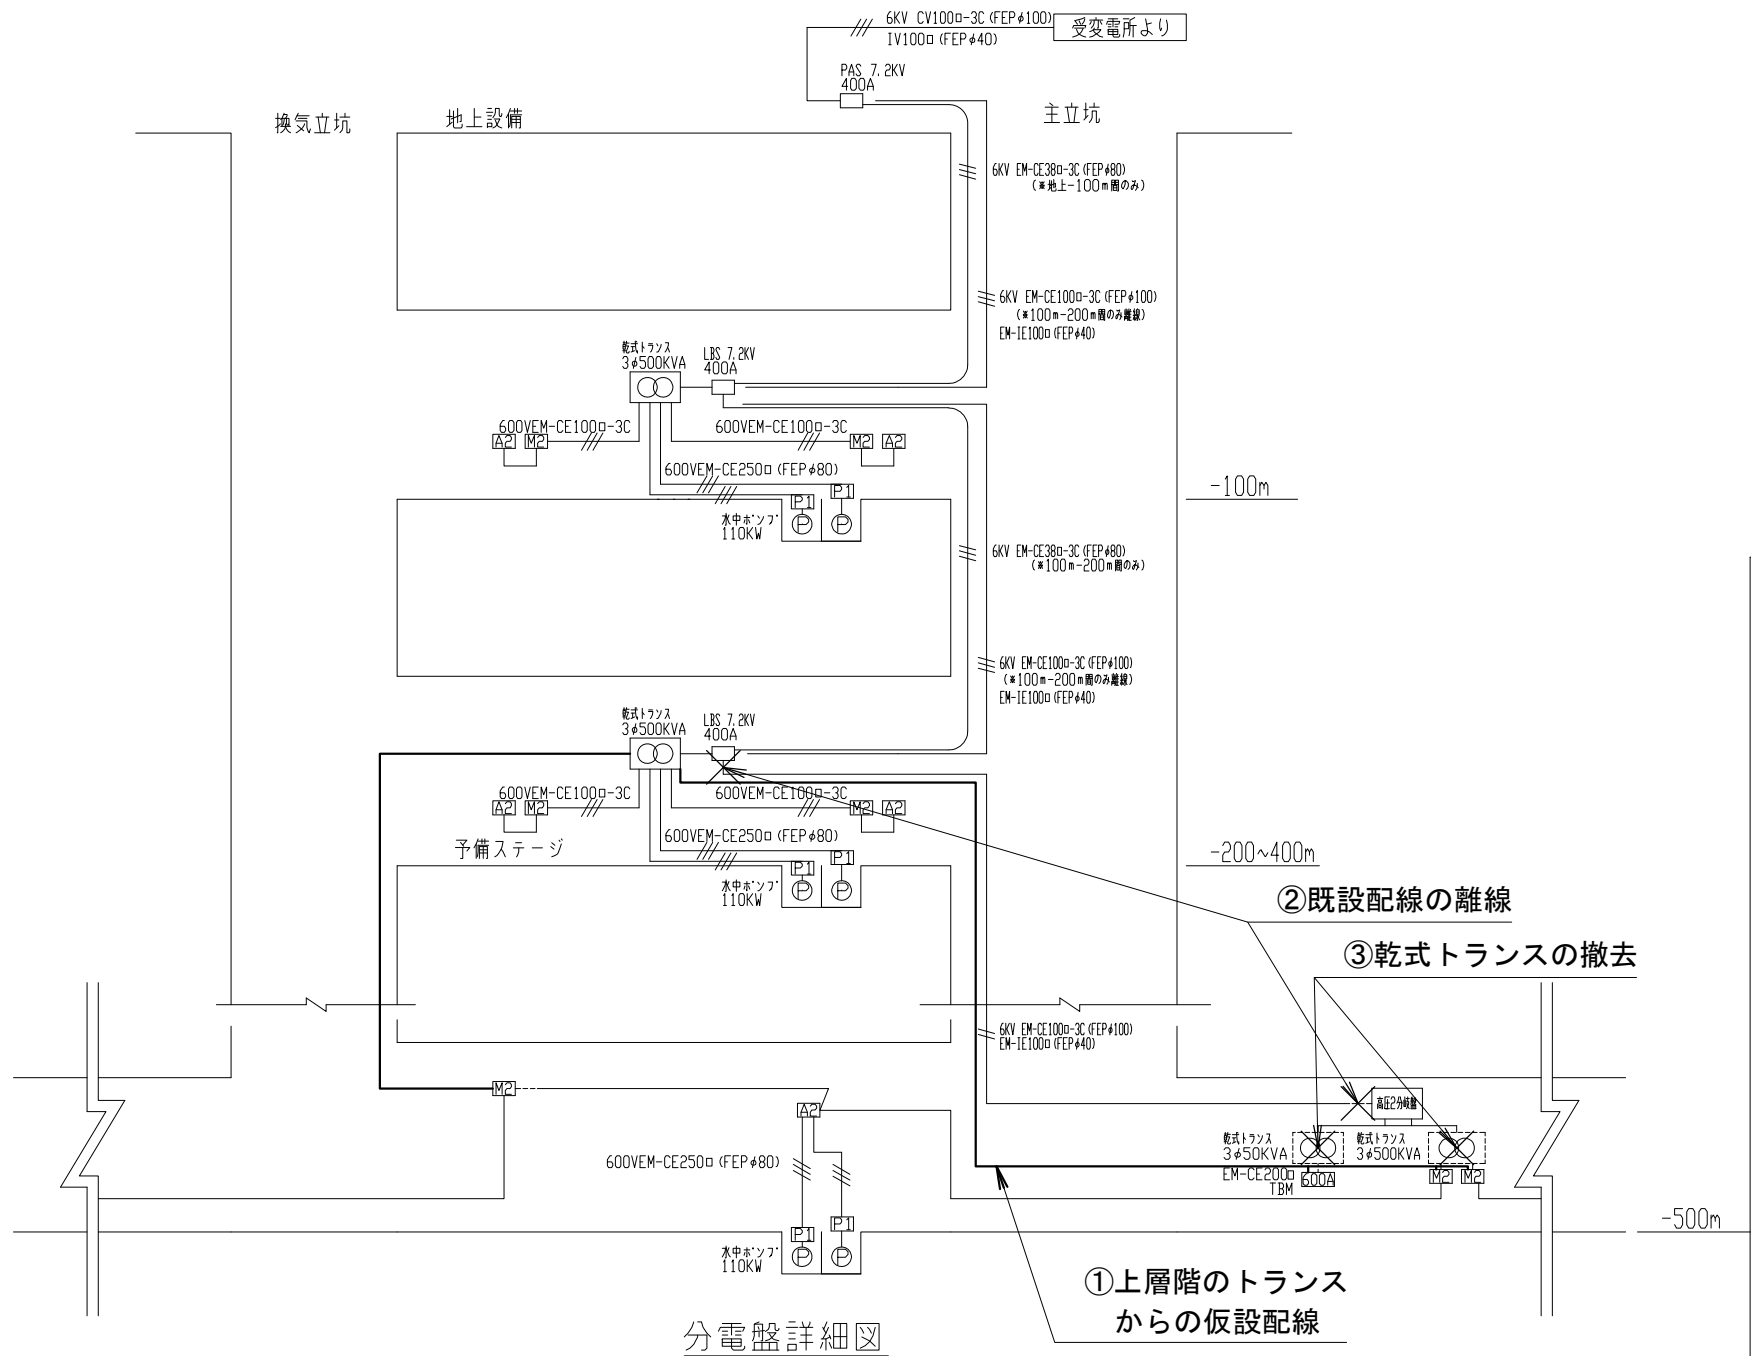 6KV CV100□-3C (FEPφ100)
IV100□ (FEPφ40)
受変電所より
PAS 7.2KV
400A
換気立坑
地上設備
主立坑
6KV EM-CE38□-3C (FEPφ80)
(※地上-100m間のみ)
6KV EM-CE100□-3C (FEPφ100)
(※100m-200m間のみ離線)
EM-IE100□ (FEPφ40)
乾式トランス
3φ500KVA
LBS 7.2KV
400A
600VEM-CE100□-3C
600VEM-CE100□-3C
A2
M2
M2
A2
600VEM-CE250□ (FEPφ80)
-100m
P1
P1
水中ポンプ
110KW
P
P
6KV EM-CE38□-3C (FEPφ80)
(※100m-200m間のみ)
6KV EM-CE100□-3C (FEPφ100)
(※100m-200m間のみ離線)
EM-IE100□ (FEPφ40)
乾式トランス
3φ500KVA
LBS 7.2KV
400A
600VEM-CE100□-3C
600VEM-CE100□-3C
A2
M2
M2
A2
600VEM-CE250□ (FEPφ80)
予備ステージ
-200~400m
P1
P1
水中ポンプ
110KW
P
P
②既設配線の離線
③乾式トランスの撤去
6KV EM-CE100□-3C (FEPφ100)
EM-IE100□ (FEPφ40)
M2
A2
高圧2分岐盤
乾式トランス
3φ50KVA
乾式トランス
3φ500KVA
600VEM-CE250□ (FEPφ80)
EM-CE200□
TBM
600A
M2
M2
-500m
P1
P1
水中ポンプ
110KW
P
P
①上層階のトランス
からの仮設配線
分電盤詳細図